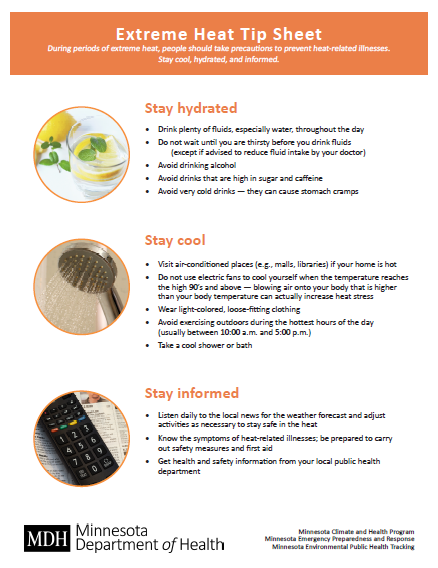 Extreme Heat Tip Sheet
During periods of extreme heat, people should take precautions to prevent heat-related illnesses.
Stay cool, hydrated, and informed.
Stay hydrated
• Drink plenty of fluids, especially water, throughout the day
• Do not wait until you are thirsty before you drink fluids
(except if advised to reduce fluid intake by your doctor)
• Avoid drinking alcohol
• Avoid drinks that are high in sugar and caffeine
• Avoid very cold drinks — they can cause stomach cramps
Stay cool
• Visit air-conditioned places (e.g., malls, libraries) if your home is hot
• Do not use electric fans to cool yourself when the temperature reaches
the high 90's and above — blowing air onto your body that is higher
than your body temperature can actually increase heat stress
• Wear light-colored, loose-fitting clothing
• Avoid exercising outdoors during the hottest hours of the day
(usually between 10:00 a.m. and 5:00 p.m.)
• Take a cool shower or bath
Stay informed
• Listen daily to the local news for the weather forecast and adjust
activities as necessary to stay safe in the heat
• Know the symptoms of heat-related illnesses; be prepared to carry
out safety measures and first aid
• Get health and safety information from your local public health
department
MDH Minnesota
Department of Health
Minnesota Climate and Health Program
Minnesota Emergency Preparedness and Response
Minnesota Environmental Public Health Tracking